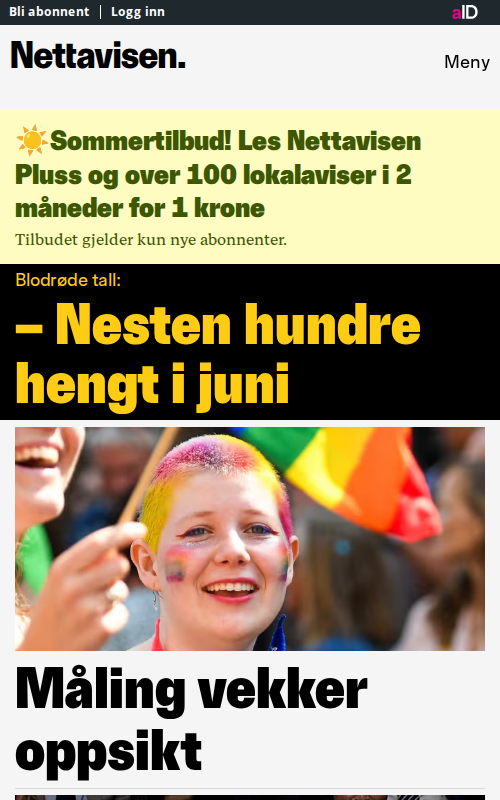 Bli abonnent
Logg inn
aID
Nettavisen.
Meny
☀️Sommertilbud! Les Nettavisen
Pluss og over 100 lokalaviser i 2
måneder for 1 krone
Tilbudet gjelder kun nye abonnenter.
Blodrøde tall:
– Nesten hundre
hengt i juni
Måling vekker
oppsikt